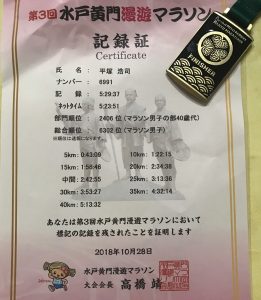 第3回 水戸黄門漫遊マラソン
記録証
Certificate
氏名： 平塚 浩司
ナンバー： 6991
記録： 5:29:37
ネットタイム： 5:23:51
部門順位： 2406位（マラソン男子の部40歳代）
総合順位： 6302位（マラソン男子）
5km: 0:43:09
10km: 1:22:15
15km: 1:58:46
20km: 2:34:36
中間: 2:42:55
25km: 3:13:36
30km: 3:53:27
35km: 4:32:14
40km: 5:13:32
あなたは第3回水戸黄門漫遊マラソンにおいて
標記の記録を残されたことを証明します
2018年10月28日
水戸黄門漫遊マラソン
大会会長 高橋 靖
FINISHER